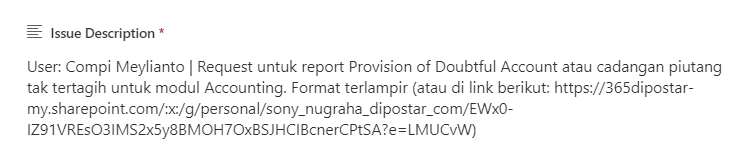 Issue Description *
User: Compi Meylianto | Request untuk report Provision of Doubtful Account atau cadangan piutang
tak tertagih untuk modul Accounting. Format terlampir (atau di link berikut: https://365dipostar-
my.sharepoint.com/:x:/g/personal/sony_nugraha_dipostar_com/EWx0-
IZ91VREsO3IMS2x5y8BMOH7OxBSJHCIBcnerCPtSA?e=LMUCvW)